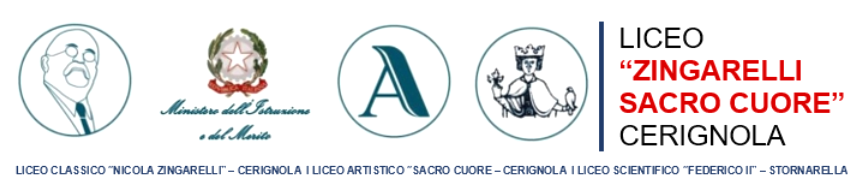 Ministero dell'Istruzione
e del Merito
A
LICEO
“ZINGARELLI
SACRO CUORE”
CERIGNOLA
LICEO CLASSICO “NICOLA ZINGARELLI” – CERIGNOLA I LICEO ARTISTICO “SACRO CUORE – CERIGNOLA I LICEO SCIENTIFICO “FEDERICO II” – STORNARELLA